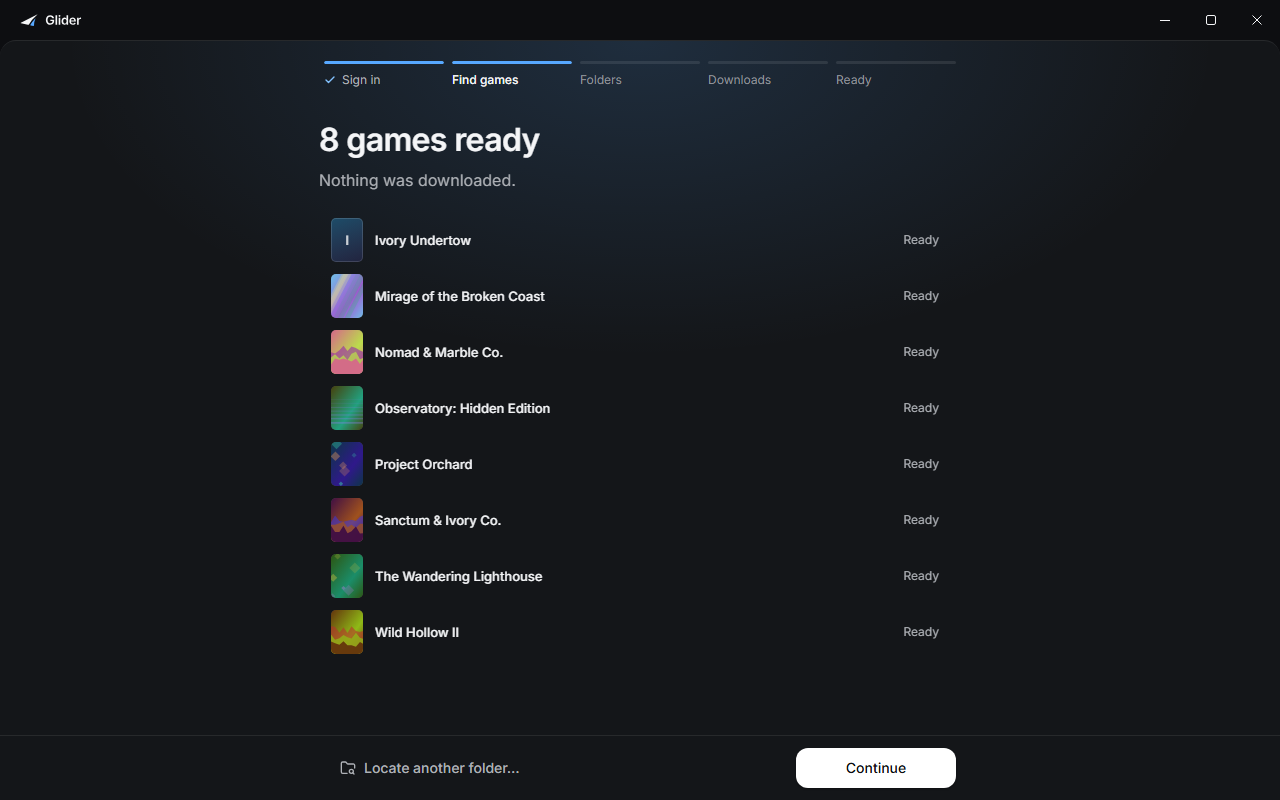 Glider
Sign in
Find games
Folders
Downloads
Ready
8 games ready
Nothing was downloaded.
I
Ivory Undertow
Ready
Mirage of the Broken Coast
Ready
Nomad & Marble Co.
Ready
Observatory: Hidden Edition
Ready
Project Orchard
Ready
Sanctum & Ivory Co.
Ready
The Wandering Lighthouse
Ready
Wild Hollow II
Ready
Locate another folder...
Continue